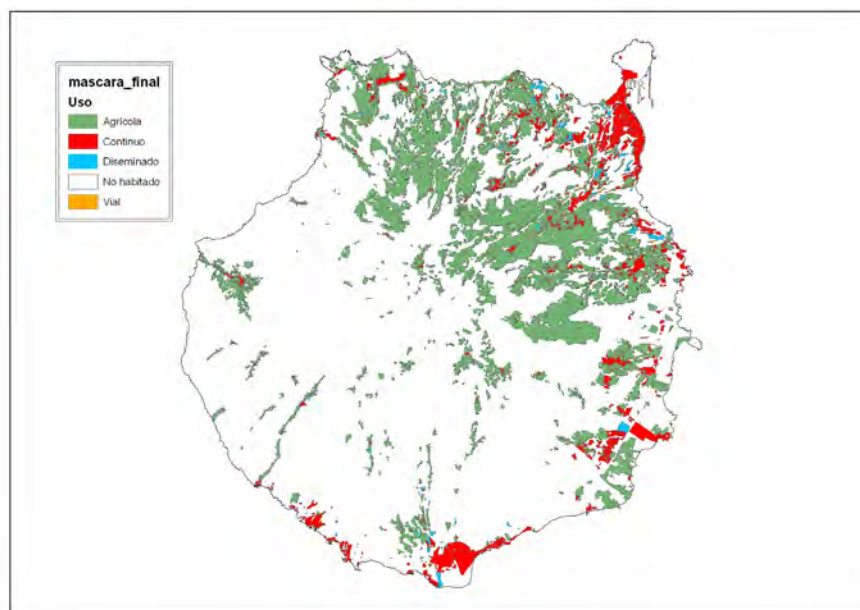 mascara_final
Uso
Agrícola
Continuo
Diseminado
No habitado
Vial